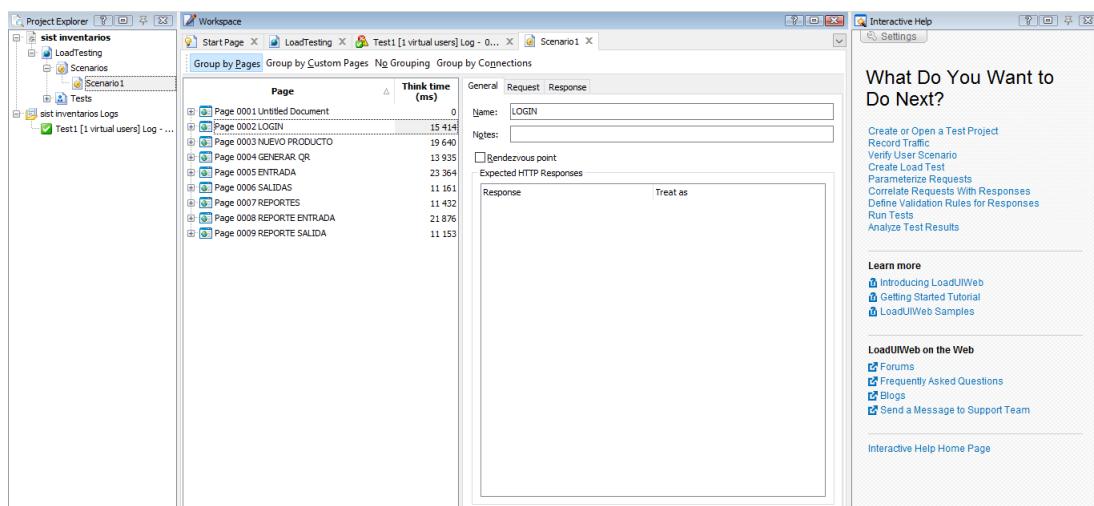 Project Explorer
sist inventarios
LoadTesting
Scenarios
Scenario1
Tests
sist inventarios Logs
Test1 [1 virtual users] Log - ...
Workspace
Start Page X LoadTesting X Test1 [1 virtual users] Log - 0... X Scenario1 X
Group by Pages Group by Custom Pages No Grouping Group by Connections
Page Think time (ms)
Page 0001 Untitled Document 0
Page 0002 LOGIN 15 414
Page 0003 NUEVO PRODUCTO 19 640
Page 0004 GENERAR QR 13 935
Page 0005 ENTRADA 23 364
Page 0006 SALIDAS 11 161
Page 0007 REPORTES 11 432
Page 0008 REPORTE ENTRADA 21 876
Page 0009 REPORTE SALIDA 11 153
General Request Response
Name: LOGIN
Notes:
Rendezvous point
Expected HTTP Responses
Response Treat as
Interactive Help
Settings
What Do You Want to
Do Next?
Create or Open a Test Project
Record Traffic
Verify User Scenario
Create Load Test
Parameterize Requests
Correlate Requests With Responses
Define Validation Rules for Responses
Run Tests
Analyze Test Results
Learn more
Introducing LoadUIWeb
Getting Started Tutorial
LoadUIWeb Samples
LoadUIWeb on the Web
Forums
Frequently Asked Questions
Blogs
Send a Message to Support Team
Interactive Help Home Page